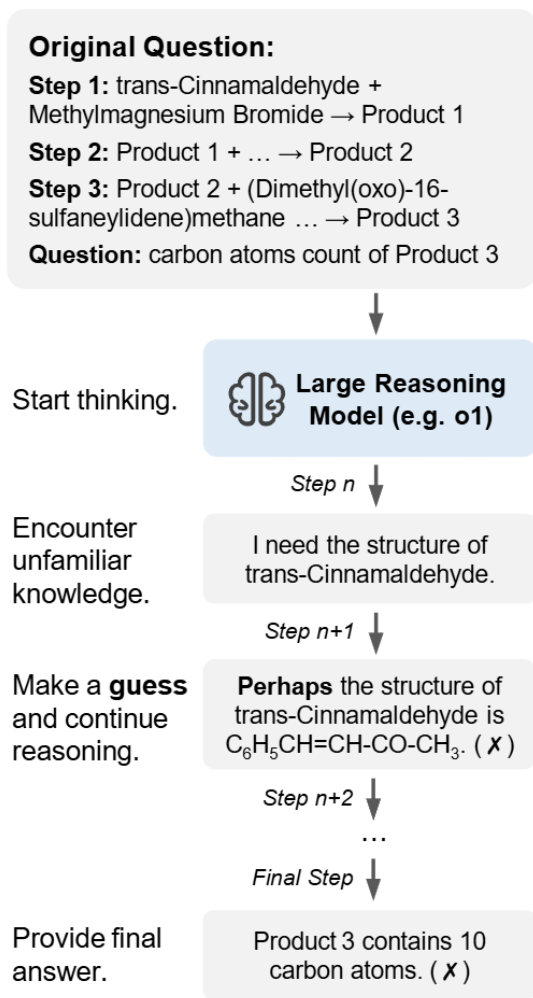 Original Question:
Step 1: trans-Cinnamaldehyde +
Methylmagnesium Bromide → Product 1
Step 2: Product 1 + … → Product 2
Step 3: Product 2 + (Dimethyl(oxo)-16-
sulfaneylidene)methane … → Product 3
Question: carbon atoms count of Product 3
Start thinking.
Large Reasoning
Model (e.g. o1)
Step n
Encounter
unfamiliar
knowledge.
I need the structure of
trans-Cinnamaldehyde.
Step n+1
Make a guess
and continue
reasoning.
Perhaps the structure of
trans-Cinnamaldehyde is
C₆H₅CH=CH-CO-CH₃. (✗)
Step n+2
…
Final Step
Provide final
answer.
Product 3 contains 10
carbon atoms. (✗)